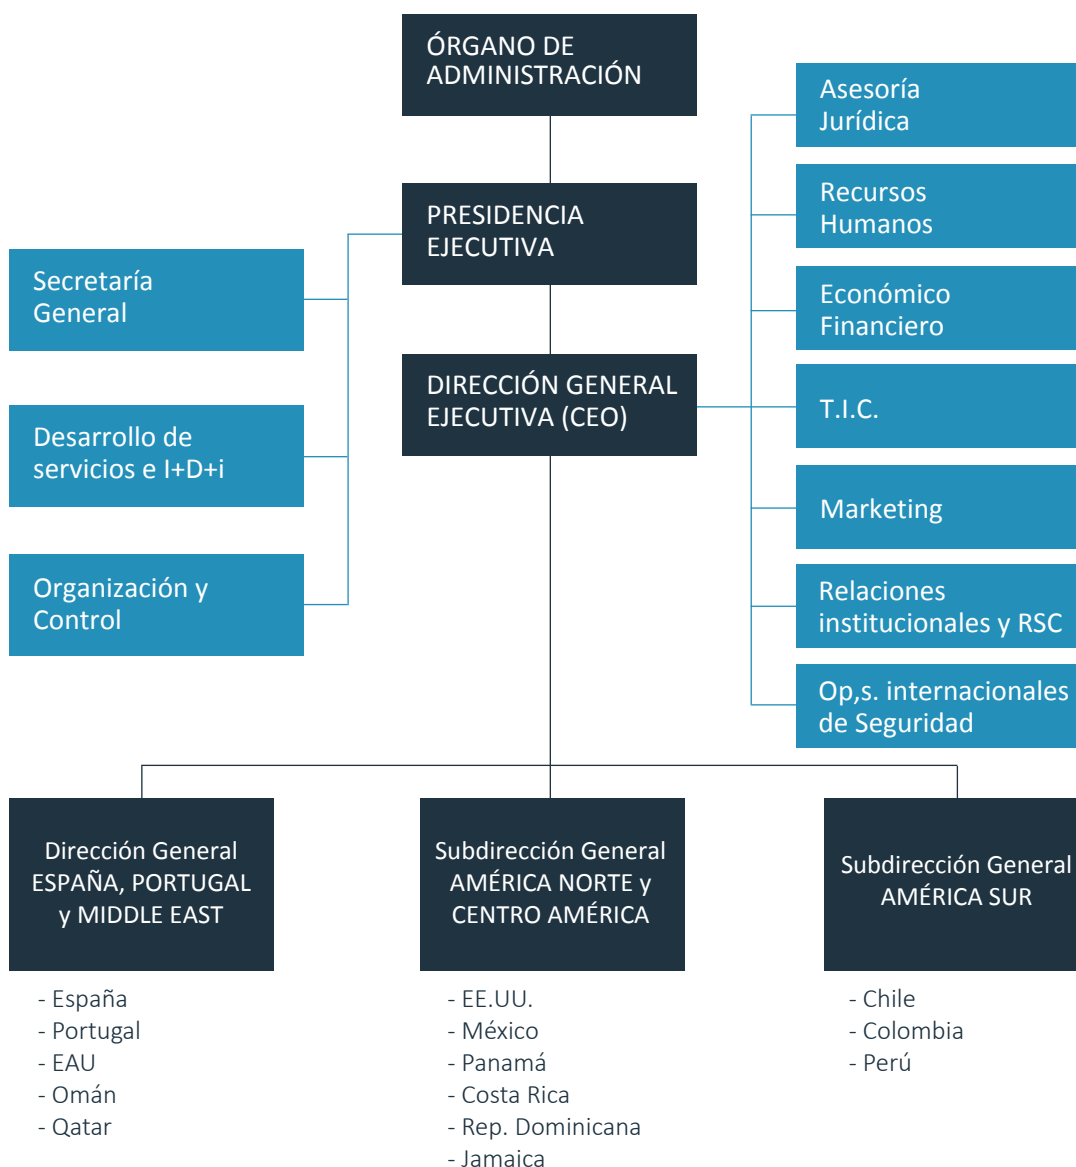 ÓRGANO DE
ADMINISTRACIÓN
PRESIDENCIA
EJECUTIVA
DIRECCIÓN GENERAL
EJECUTIVA (CEO)
Secretaría
General
Desarrollo de
servicios e I+D+i
Organización y
Control
Asesoría
Jurídica
Recursos
Humanos
Económico
Financiero
T.I.C.
Marketing
Relaciones
institucionales y RSC
Op,s. internacionales
de Seguridad
Dirección General
ESPAÑA, PORTUGAL
y MIDDLE EAST
- España
- Portugal
- EAU
- Omán
- Qatar
Subdirección General
AMÉRICA NORTE y
CENTRO AMÉRICA
- EE.UU.
- México
- Panamá
- Costa Rica
- Rep. Dominicana
- Jamaica
Subdirección General
AMÉRICA SUR
- Chile
- Colombia
- Perú